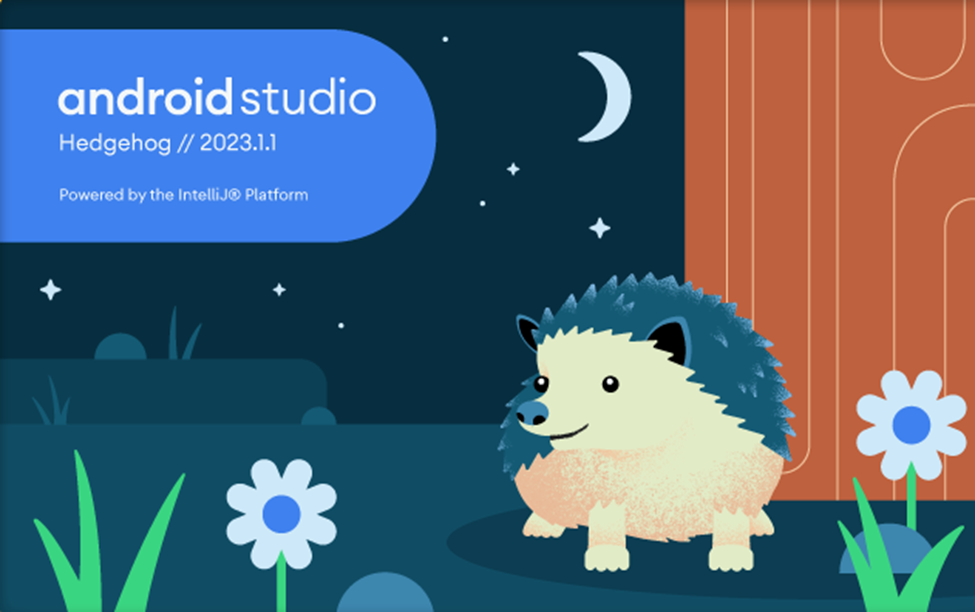 android studio
Hedgehog // 2023.1.1
Powered by the IntelliJ® Platform